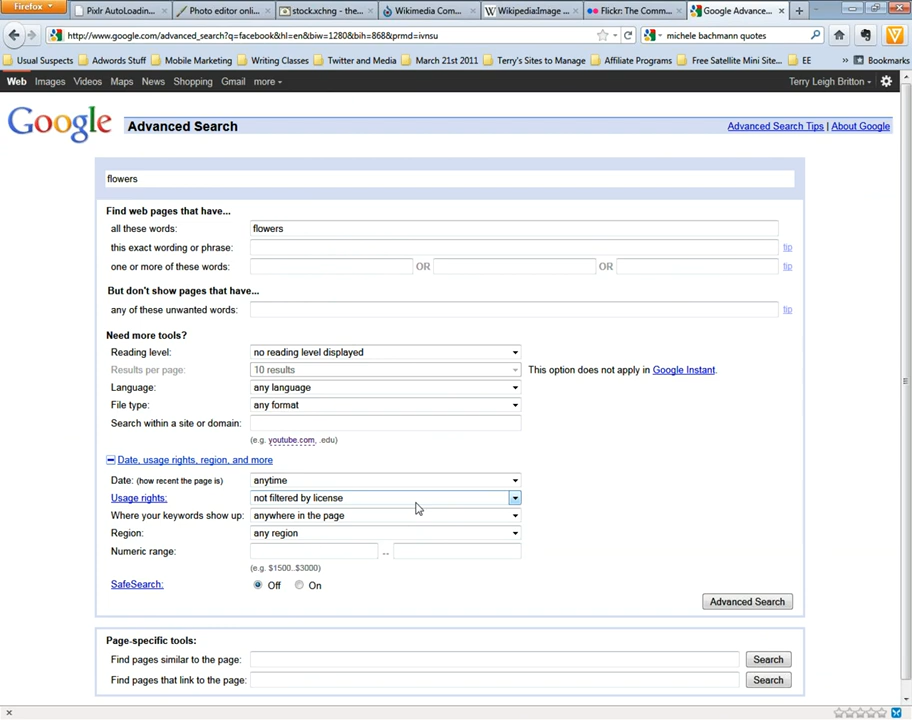 Firefox
Pixlr AutoLoadin...
Photo editor onli...
stock.xchng - the...
Wikimedia Com...
WikipediaImage ...
Flickr: The Comm...
Google Advance...
http://www.google.com/advanced_search?q=facebook&hl=en&biw=1280&bih=868&prmd=ivnsu
michele bachmann quotes
Usual Suspects
Adwords Stuff
Mobile Marketing
Writing Classes
Twitter and Media
March 21st 2011
Terry's Sites to Manage
Affiliate Programs
Free Satellite Mini Site...
EE
»
Bookmarks
Web Images Videos Maps News Shopping Gmail more
Terry Leigh Britton
Google
Advanced Search
Advanced Search Tips | About Google
flowers
Find web pages that have...
all these words: flowers
this exact wording or phrase: tip
one or more of these words: OR OR tip
But don't show pages that have...
any of these unwanted words: tip
Need more tools?
Reading level: no reading level displayed
Results per page: 10 results This option does not apply in Google Instant.
Language: any language
File type: any format
Search within a site or domain:
(e.g. youtube.com, .edu)
Date, usage rights, region, and more
Date: (how recent the page is) anytime
Usage rights: not filtered by license
Where your keywords show up: anywhere in the page
Region: any region
Numeric range: ..
(e.g. $1500..$3000)
SafeSearch: Off On
Advanced Search
Page-specific tools:
Find pages similar to the page: Search
Find pages that link to the page: Search